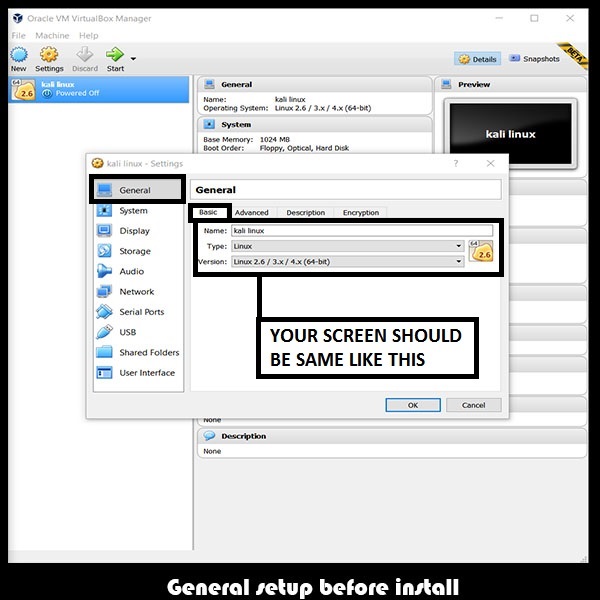 Oracle VM VirtualBox Manager
File Machine Help
New Settings Discard Start
Details Snapshots
BETA
64
2.6
kali linux
Powered Off
General
Name: kali linux
Operating System: Linux 2.6 / 3.x / 4.x (64-bit)
System
Base Memory: 1024 MB
Boot Order: Floppy, Optical, Hard Disk
Preview
kali linux
kali linux - Settings
?
General
System
Display
Storage
Audio
Network
Serial Ports
USB
Shared Folders
User Interface
General
Basic Advanced Description Encryption
Name: kali linux
Type: Linux
Version: Linux 2.6 / 3.x / 4.x (64-bit)
64
2.6
YOUR SCREEN SHOULD
BE SAME LIKE THIS
OK Cancel
None
Description
None
General setup before install